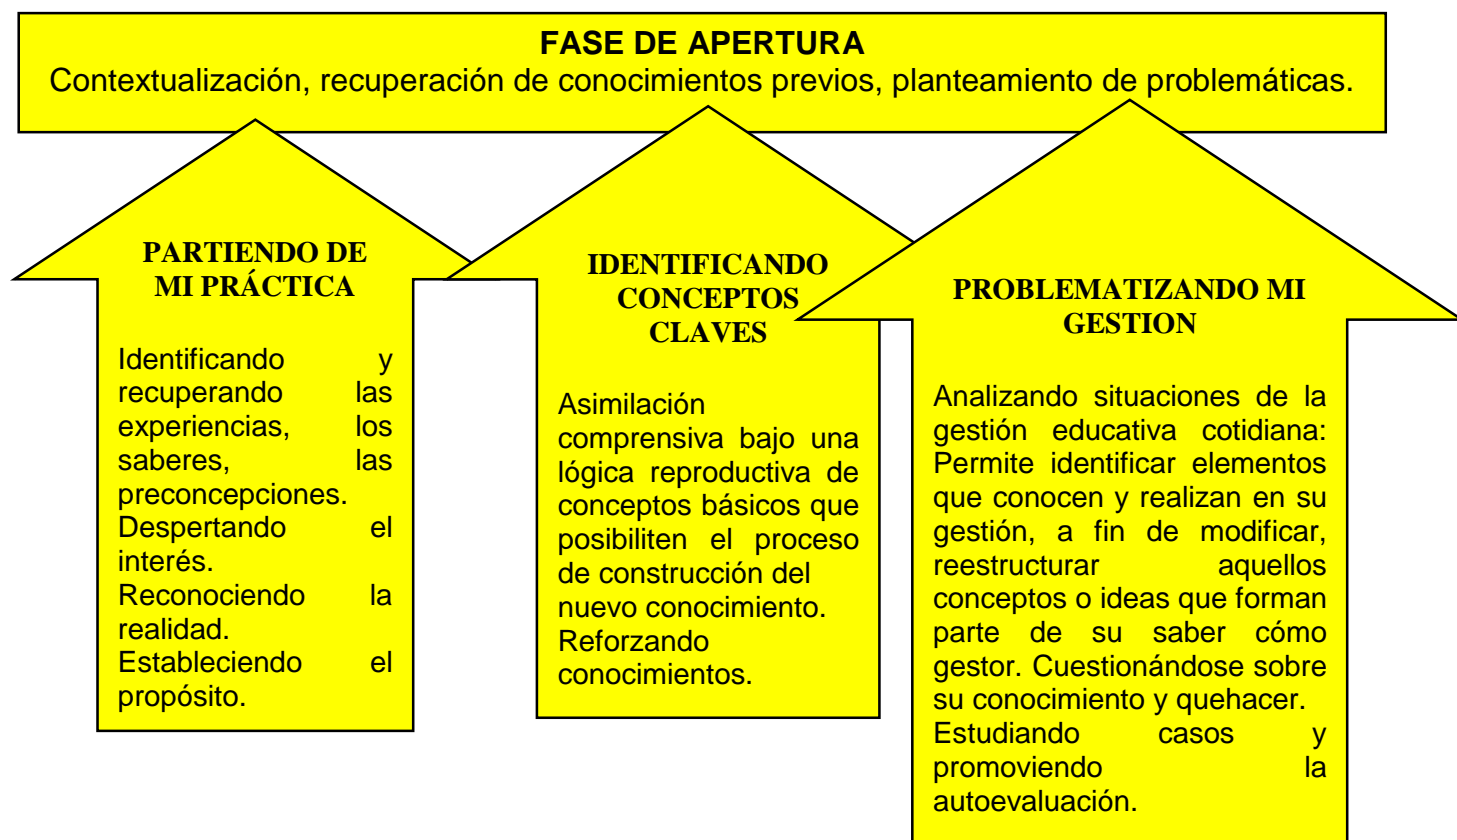 FASE DE APERTURA
Contextualización, recuperación de conocimientos previos, planteamiento de problemáticas.
PARTIENDO DE
MI PRÁCTICA
Identificando y
recuperando las
experiencias, los
saberes, las
preconcepciones.
Despertando el
interés.
Reconociendo la
realidad.
Estableciendo el
propósito.
IDENTIFICANDO
CONCEPTOS
CLAVES
Asimilación
comprensiva bajo una
lógica reproductiva de
conceptos básicos que
posibiliten el proceso
de construcción del
nuevo conocimiento.
Reforzando
conocimientos.
PROBLEMATIZANDO MI
GESTION
Analizando situaciones de la
gestión educativa cotidiana:
Permite identificar elementos
que conocen y realizan en su
gestión, a fin de modificar,
reestructurar aquellos
conceptos o ideas que forman
parte de su saber cómo
gestor. Cuestionándose sobre
su conocimiento y quehacer.
Estudiando casos y
promoviendo la
autoevaluación.